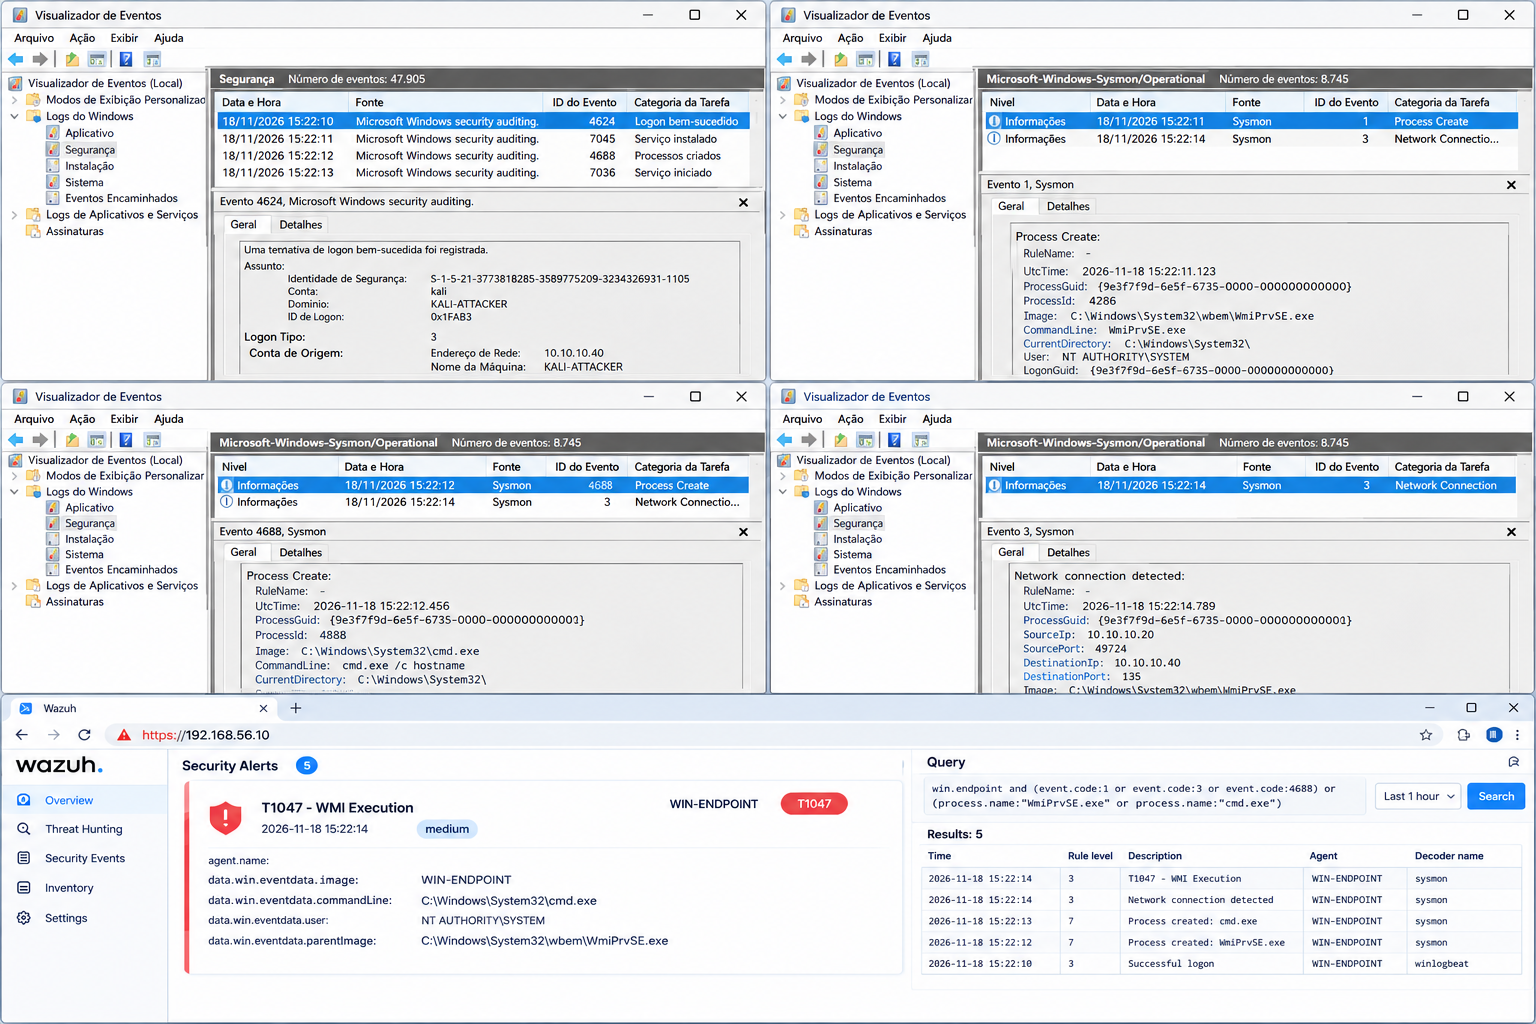 Visualizador de Eventos
Arquivo Ação Exibir Ajuda
Visualizador de Eventos (Local)
Modos de Exibição Personalizac
Logs do Windows
Aplicativo
Segurança
Instalação
Sistema
Eventos Encaminhados
Logs de Aplicativos e Serviços
Assinaturas
Segurança Número de eventos: 47.905
Data e Hora Fonte ID do Evento Categoria da Tarefa
18/11/2026 15:22:10 Microsoft Windows security auditing. 4624 Logon bem-sucedido
18/11/2026 15:22:11 Microsoft Windows security auditing. 7045 Serviço instalado
18/11/2026 15:22:12 Microsoft Windows security auditing. 4688 Processos criados
18/11/2026 15:22:13 Microsoft Windows security auditing. 7036 Serviço iniciado
Evento 4624, Microsoft Windows security auditing.
Geral Detalhes
Uma temativa de logon bem-sucedida foi registrada.
Assunto:
Identidade de Segurança: S-1-5-21-3773818285-3589775209-3234326931-1105
Conta: kali
Dominio: KALI-ATTACKER
ID de Logon: 0x1FAB3
Logon Tipo: 3
Conta de Origem: Endereço de Rede: 10.10.10.40
Nome da Máquina: KALI-ATTACKER
Visualizador de Eventos
Arquivo Ação Exibir Ajuda
Visualizador de Eventos (Local)
Modos de Exibição Personalizar
Logs do Windows
Aplicativo
Segurança
Instalação
Sistema
Eventos Encaminhados
Logs de Aplicativos e Serviços
Assinaturas
Microsoft-Windows-Sysmon/Operational Número de eventos: 8.745
Nivel Data e Hora Fonte ID do Evento Categoria da Tarefa
Informações 18/11/2026 15:22:11 Sysmon 1 Process Create
Informações 18/11/2026 15:22:14 Sysmon 3 Network Connectio...
Evento 1, Sysmon
Geral Detalhes
Process Create:
RuleName: -
UtcTime: 2026-11-18 15:22:11.123
ProcessGuid: {9e3f7f9d-6e5f-6735-0000-000000000000}
ProcessId: 4286
Image: C:\Windows\System32\wbem\WmiPrvSE.exe
CommandLine: WmiPrvSE.exe
CurrentDirectory: C:\Windows\System32\
User: NT AUTHORITY\SYSTEM
LogonGuid: {9e3f7f9d-6e5f-6735-0000-000000000000}
Visualizador de Eventos
Arquivo Ação Exibir Ajuda
Visualizador de Eventos (Local)
Modos de Exibição Personalizar
Logs do Windows
Aplicativo
Segurança
Instalação
Sistema
Eventos Encaminhados
Logs de Aplicativos e Serviços
Assinaturas
Microsoft-Windows-Sysmon/Operational Número de eventos: 8.745
Nivel Data e Hora Fonte ID do Evento Categoria da Tarefa
Informações 18/11/2026 15:22:12 Sysmon 4688 Process Create
Informações 18/11/2026 15:22:14 Sysmon 3 Network Connectio...
Evento 4688, Sysmon
Geral Detalhes
Process Create:
RuleName: -
UtcTime: 2026-11-18 15:22:12.456
ProcessGuid: {9e3f7f9d-6e5f-6735-0000-000000000001}
ProcessId: 4888
Image: C:\Windows\System32\cmd.exe
CommandLine: cmd.exe /c hostname
CurrentDirectory: C:\Windows\System32\
Visualizador de Eventos
Arquivo Ação Exibir Ajuda
Visualizador de Eventos (Local)
Modos de Exibição Personalizar
Logs do Windows
Aplicativo
Segurança
Instalação
Sistema
Eventos Encaminhados
Logs de Aplicativos e Serviços
Assinaturas
Microsoft-Windows-Sysmon/Operational Número de eventos: 8.745
Nivel Data e Hora Fonte ID do Evento Categoria da Tarefa
Informações 18/11/2026 15:22:14 Sysmon 3 Network Connection
Evento 3, Sysmon
Geral Detalhes
Network connection detected:
RuleName: -
UtcTime: 2026-11-18 15:22:14.789
ProcessGuid: {9e3f7f9d-6e5f-6735-0000-000000000001}
SourceIp: 10.10.10.20
SourcePort: 49724
DestinationIp: 10.10.10.40
DestinationPort: 135
Image: C:\Windows\System32\wbem\WmiPrvSE.exe
Wazuh
https://192.168.56.10
wazuh.
Overview
Threat Hunting
Security Events
Inventory
Settings
Security Alerts 5
T1047 - WMI Execution WIN-ENDPOINT T1047
2026-11-18 15:22:14 medium
agent.name:
data.win.eventdata.image: WIN-ENDPOINT
data.win.eventdata.commandLine: C:\Windows\System32\cmd.exe
data.win.eventdata.user: NT AUTHORITY\SYSTEM
data.win.eventdata.parentImage: C:\Windows\System32\wbem\WmiPrvSE.exe
Query
win.endpoint and (event.code:1 or event.code:3 or event.code:4688) or
(process.name:"WmiPrvSE.exe" or process.name:"cmd.exe")
Last 1 hour Search
Results: 5
Time Rule level Description Agent Decoder name
2026-11-18 15:22:14 3 T1047 - WMI Execution WIN-ENDPOINT sysmon
2026-11-18 15:22:14 3 Network connection detected WIN-ENDPOINT sysmon
2026-11-18 15:22:13 7 Process created: cmd.exe WIN-ENDPOINT sysmon
2026-11-18 15:22:12 7 Process created: WmiPrvSE.exe WIN-ENDPOINT sysmon
2026-11-18 15:22:10 3 Successful logon WIN-ENDPOINT winlogbeat